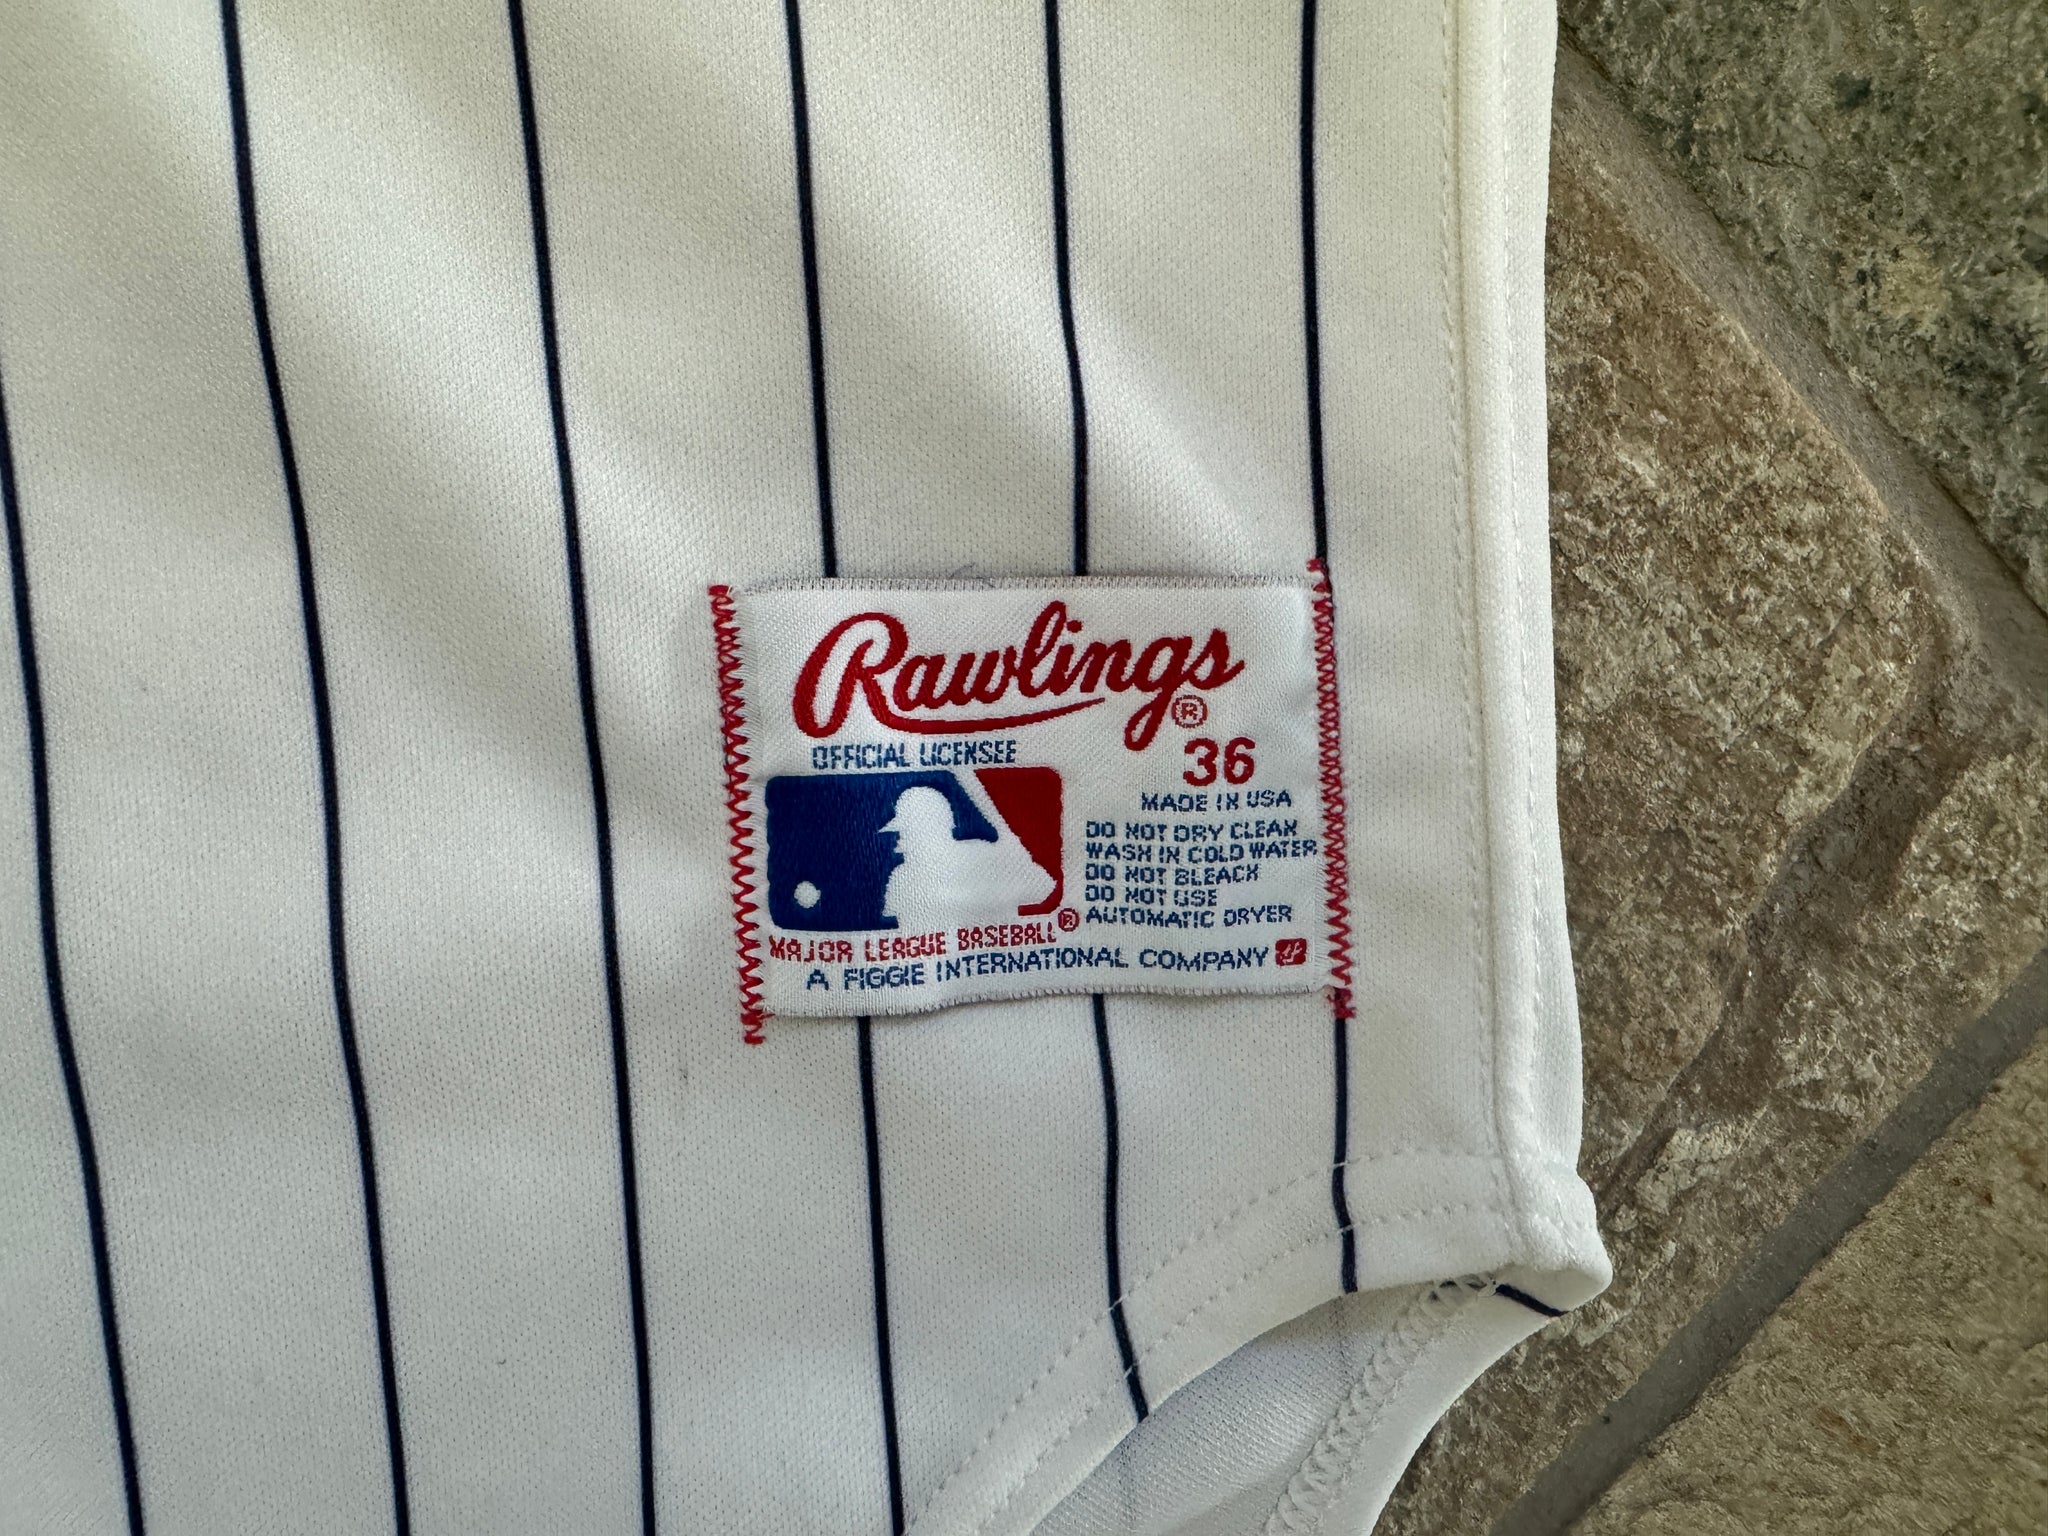 Rawlings®
36
OFFICIAL LICENSEE
MADE IN USA
DO NOT DRY CLEAN
WASH IN COLD WATER
DO NOT BLEACH
DO NOT USE
AUTOMATIC DRYER
MAJOR LEAGUE BASEBALL®
A FIGGIE INTERNATIONAL COMPANY